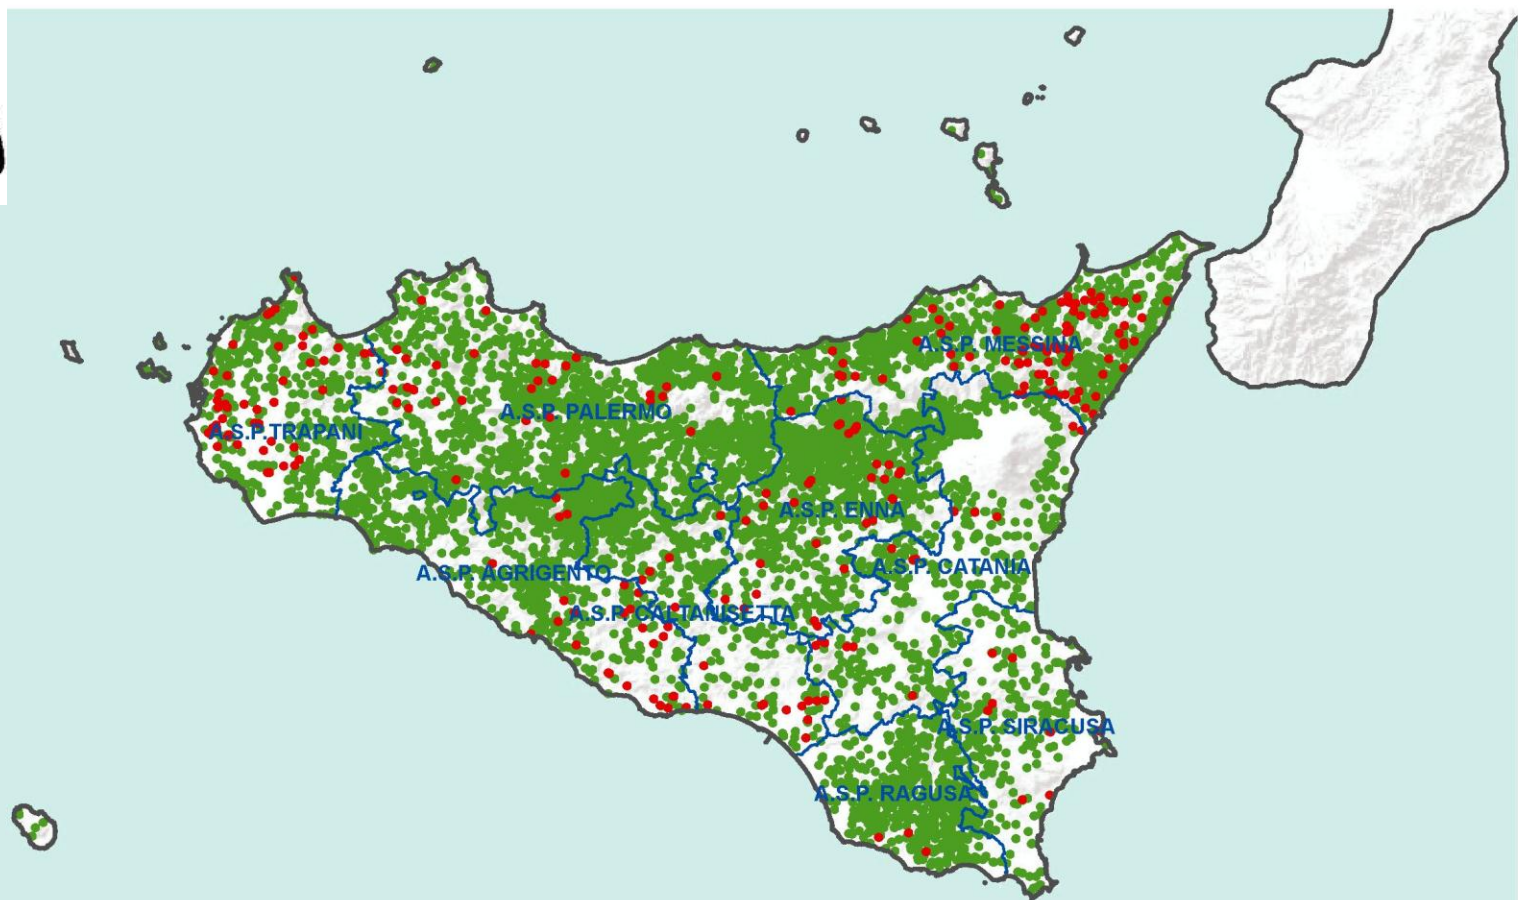 A.S.P. MESSINA
A.S.P. PALERMO
A.S.P.TRAPANI
A.S.P. ENNA
A.S.P. CATANIA
A.S.P. AGRIGENTO
A.S.P. CALTANISETTA
A.S.P. SIRACUSA
A.S.P. RAGUSA